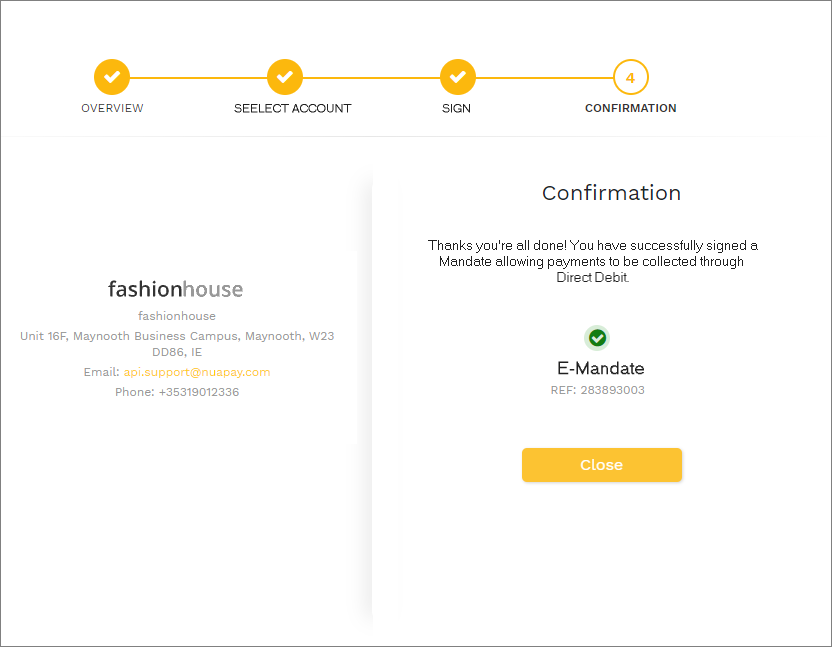 4
OVERVIEW
SEELECT ACCOUNT
SIGN
CONFIRMATION
fashionhouse
fashionhouse
Unit 16F, Maynooth Business Campus, Maynooth, W23
DD86, IE
Email: api.support@nuapay.com
Phone: +35319012336
Confirmation
Thanks you're all done! You have successfully signed a
Mandate allowing payments to be collected through
Direct Debit.
E-Mandate
REF: 283893003
Close